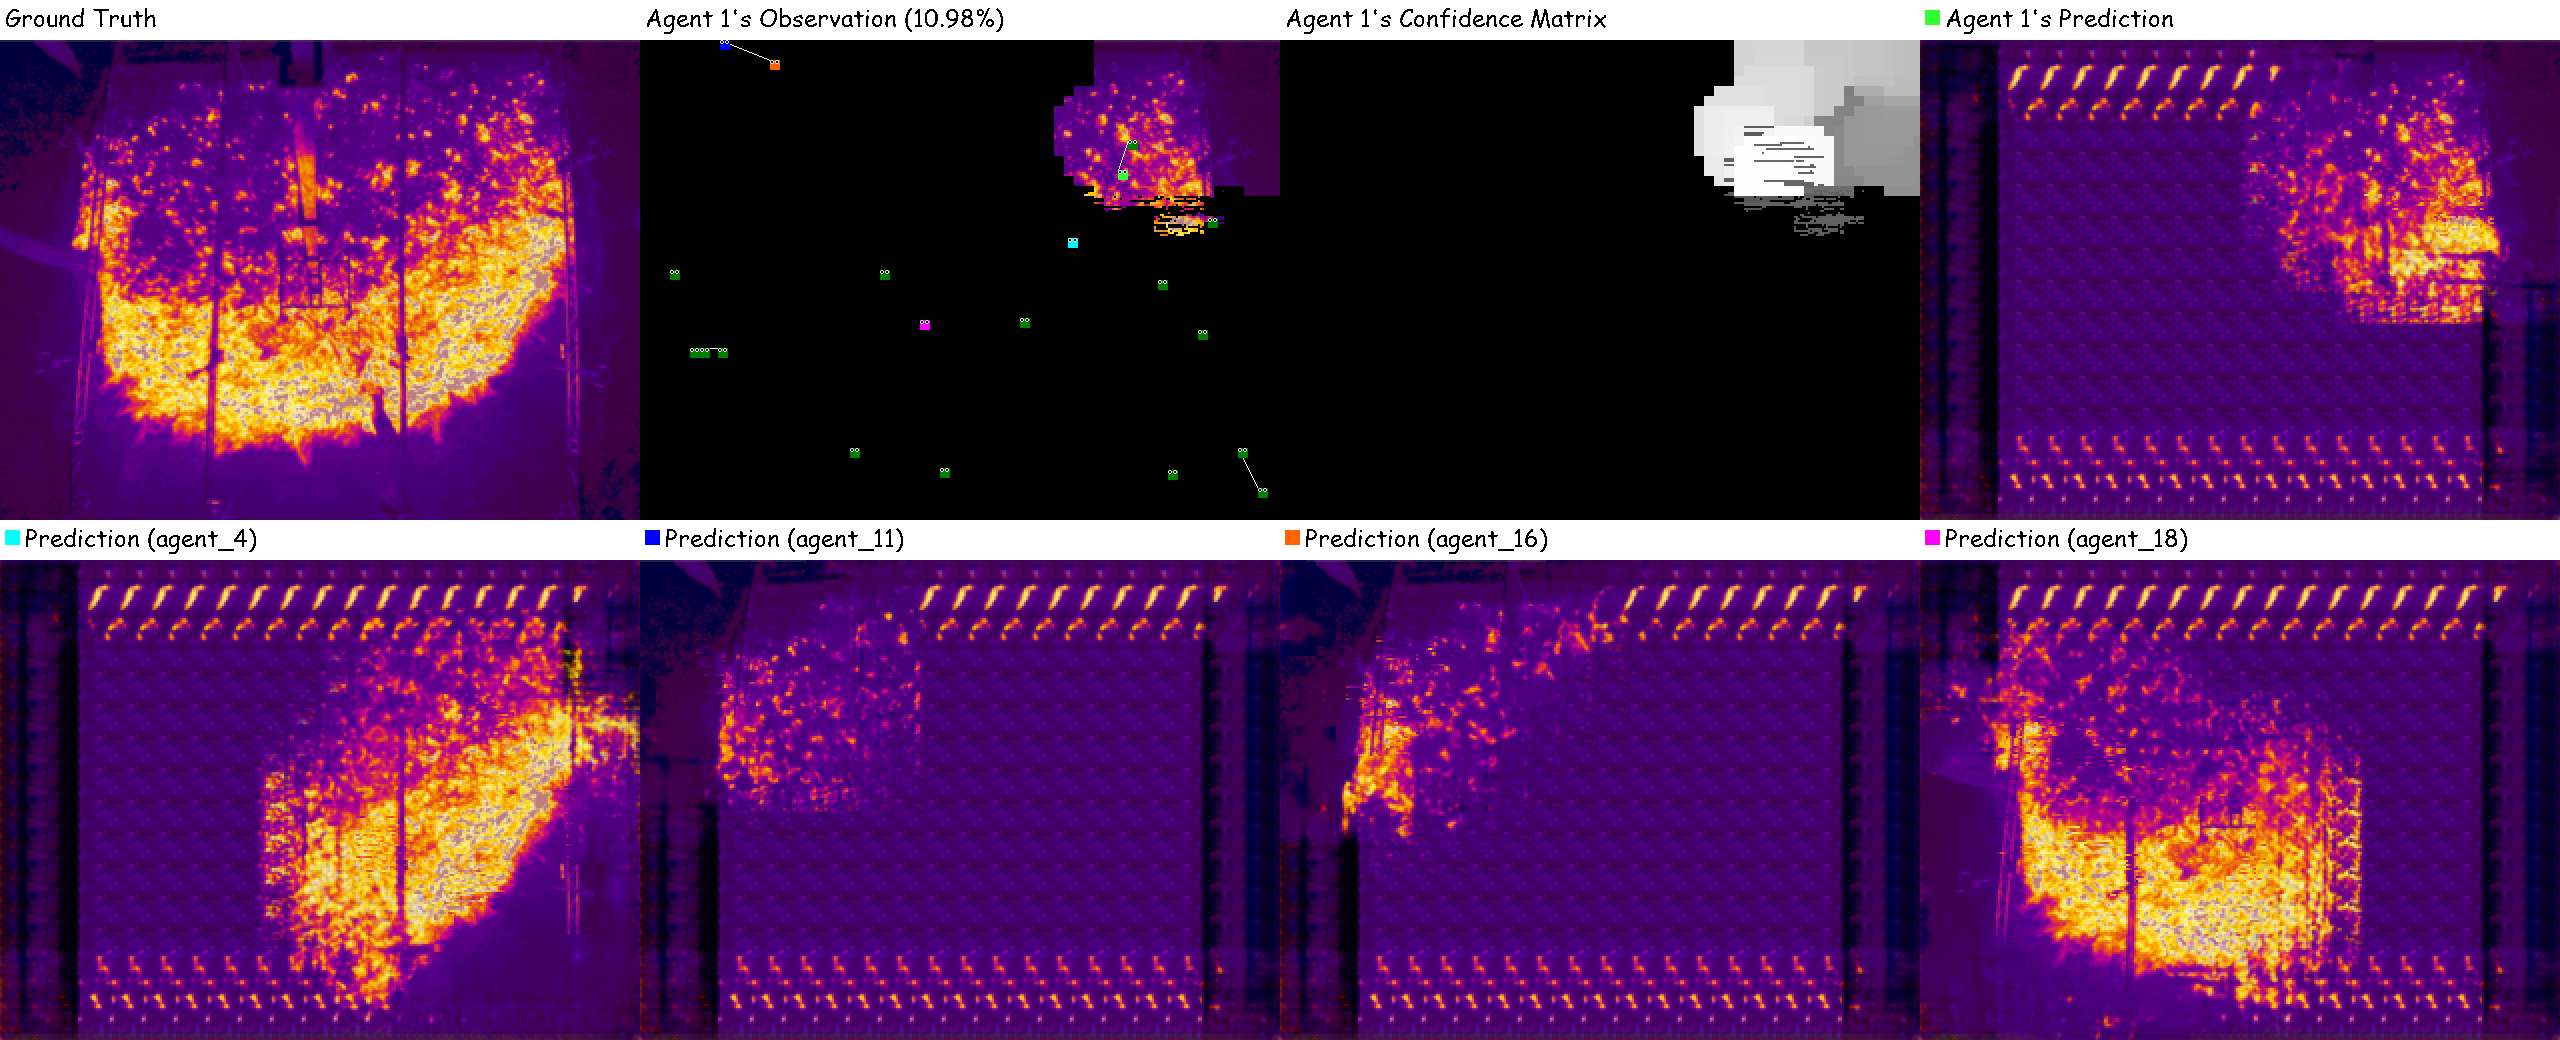 Ground Truth
Agent 1's Observation (10.98%)
Agent 1's Confidence Matrix
Agent 1's Prediction
Prediction (agent_4)
Prediction (agent_11)
Prediction (agent_16)
Prediction (agent_18)